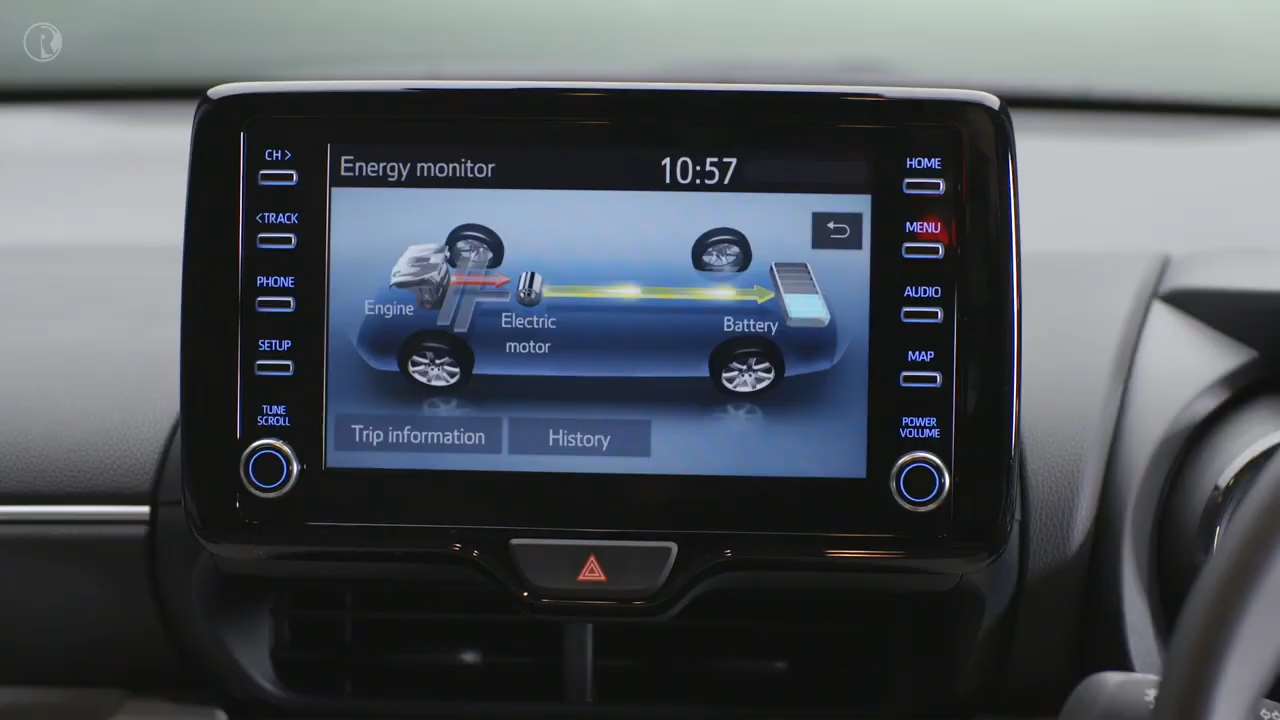 R
Energy monitor 10:57
CH >
<TRACK
PHONE
SETUP
TUNE
SCROLL
Engine
Electric
motor
Battery
Trip information
History
HOME
MENU
AUDIO
MAP
POWER
VOLUME